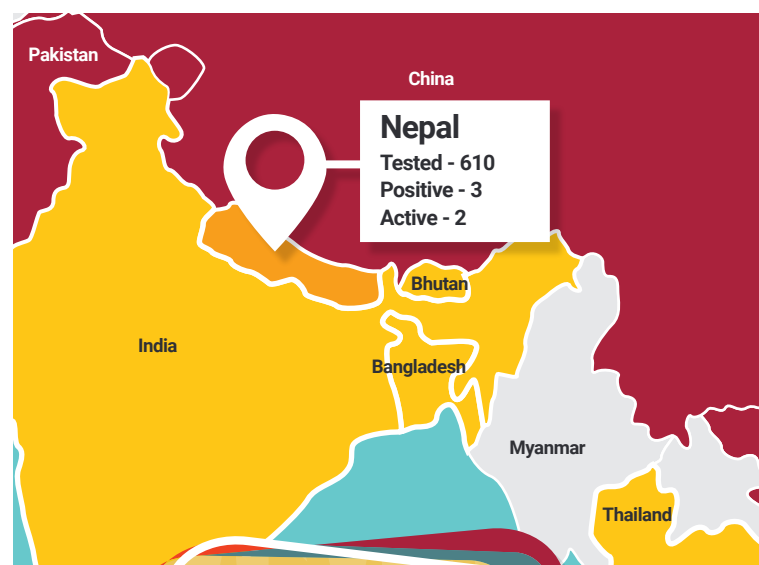 Pakistan
China
Nepal
Tested - 610
Positive - 3
Active - 2
Bhutan
India
Bangladesh
Myanmar
Thailand